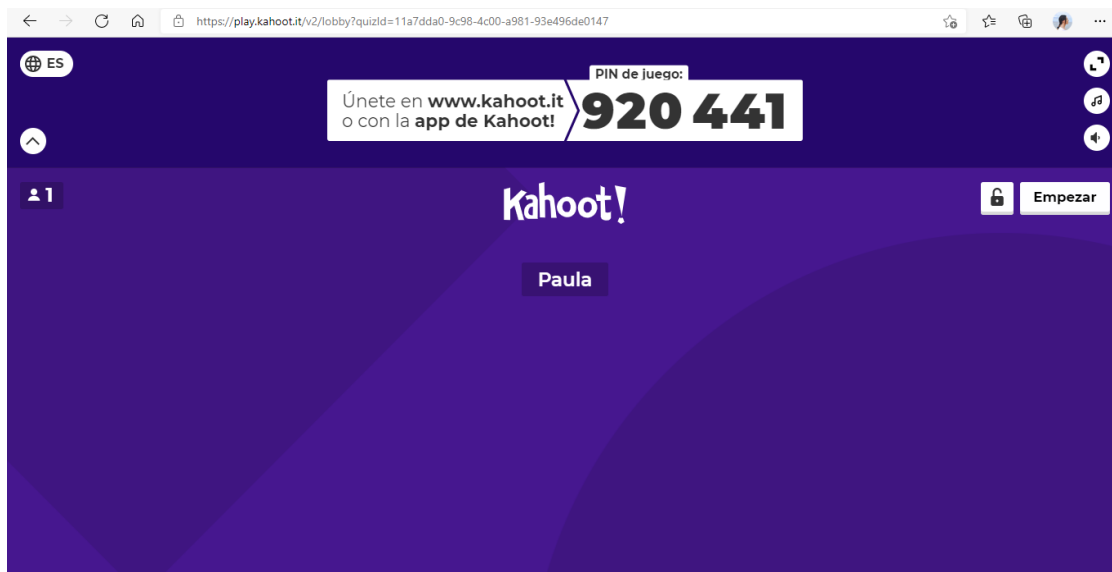 https://play.kahoot.it/v2/lobby?quizId=11a7dda0-9c98-4c00-a981-93e496de0147
ES
PIN de juego:
Únete en www.kahoot.it
o con la app de Kahoot!
920 441
1
Kahoot!
Empezar
Paula